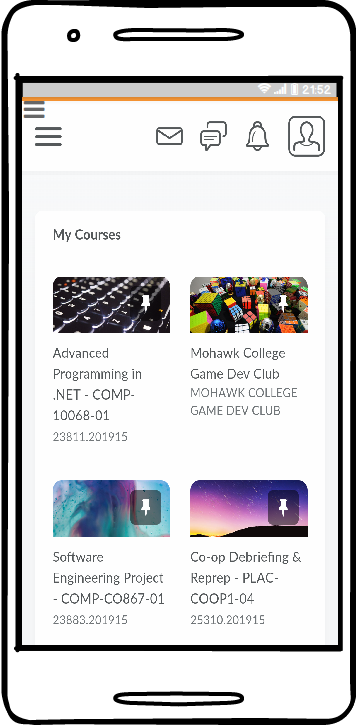 21:52
My Courses
Advanced
Programming in
.NET - COMP-
10068-01
23811.201915
Mohawk College
Game Dev Club
MOHAWK COLLEGE
GAME DEV CLUB
Software
Engineering Project
- COMP-CO867-01
23883.201915
Co-op Debriefing &
Reprep - PLAC-
COOP1-04
25310.201915